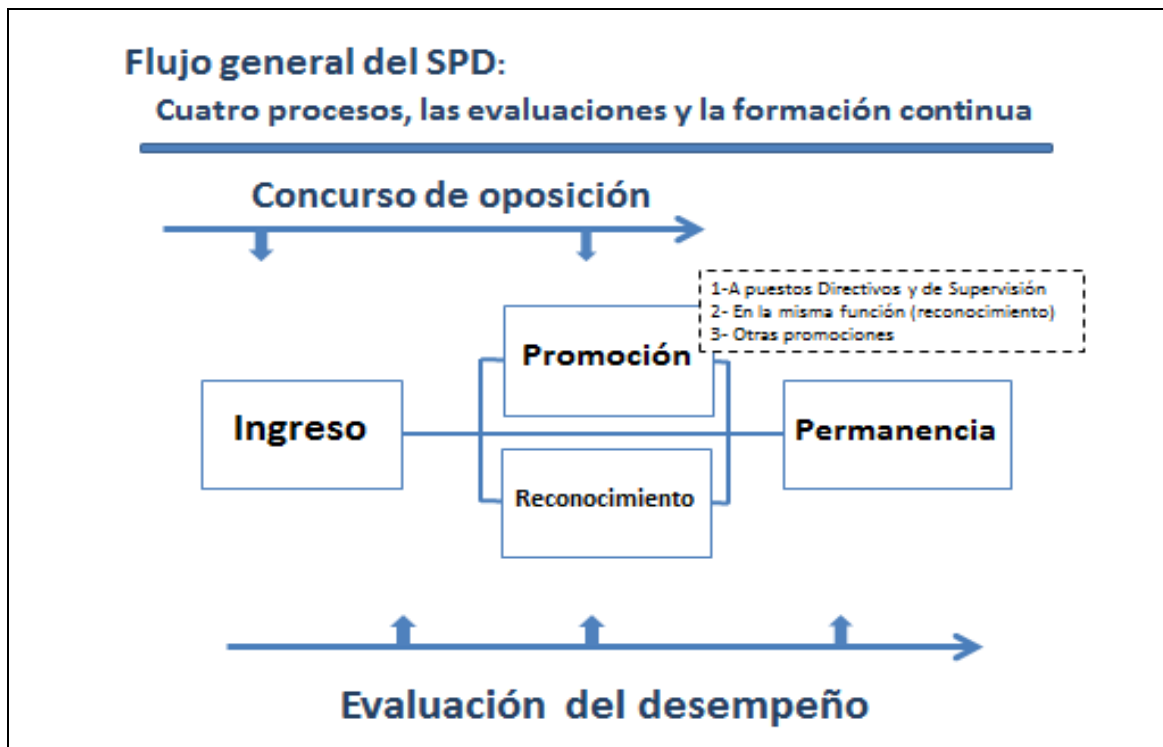 Flujo general del SPD:
Cuatro procesos, las evaluaciones y la formación continua
Concurso de oposición
1-A puestos Directivos y de Supervisión
2- En la misma función (reconocimiento)
3- Otras promociones
Promoción
Ingreso
Permanencia
Reconocimiento
Evaluación del desempeño